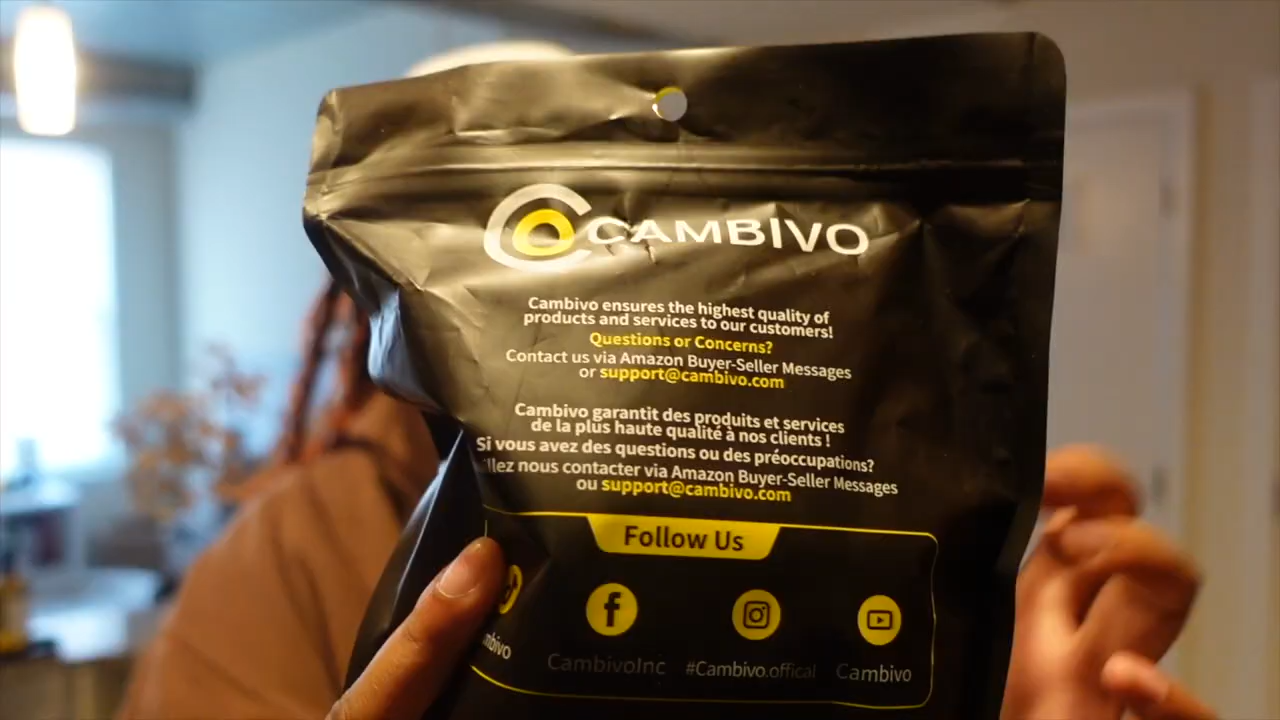 CAMBIVO
Cambivo ensures the highest quality of
products and services to our customers!
Questions or Concerns?
Contact us via Amazon Buyer-Seller Messages
or support@cambivo.com
Cambivo garantit des produits et services
de la plus haute qualité à nos clients !
Si vous avez des questions ou des préoccupations?
nous contacter via Amazon Buyer-Seller Messages
ou support@cambivo.com
Follow Us
CambivoInc #Cambivo.offical Cambivo